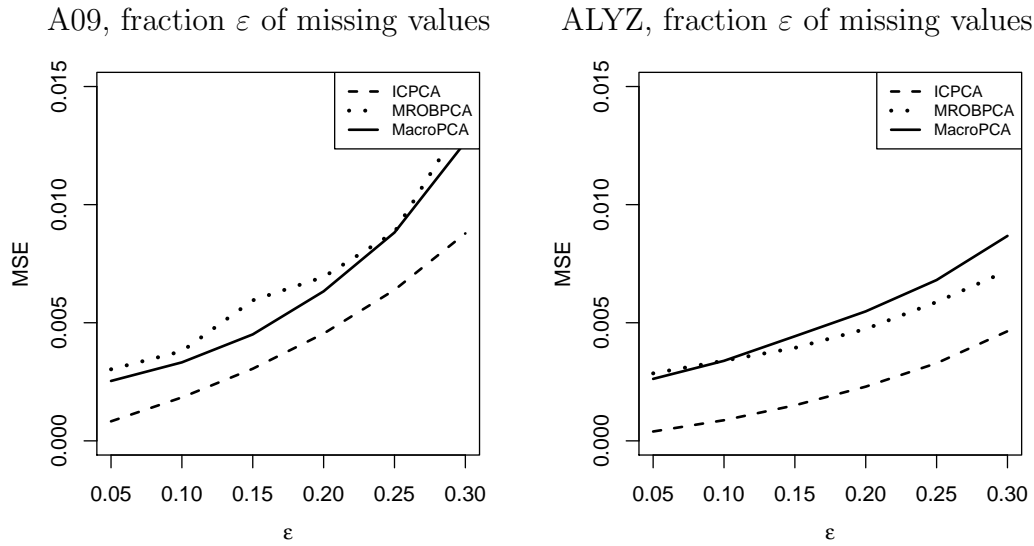 A09, fraction ε of missing values
0.015
0.010
0.005
0.000
MSE
ICPCA
MROBPCA
MacroPCA
0.05 0.10 0.15 0.20 0.25 0.30
ε
ALYZ, fraction ε of missing values
0.015
0.010
0.005
0.000
MSE
ICPCA
MROBPCA
MacroPCA
0.05 0.10 0.15 0.20 0.25 0.30
ε